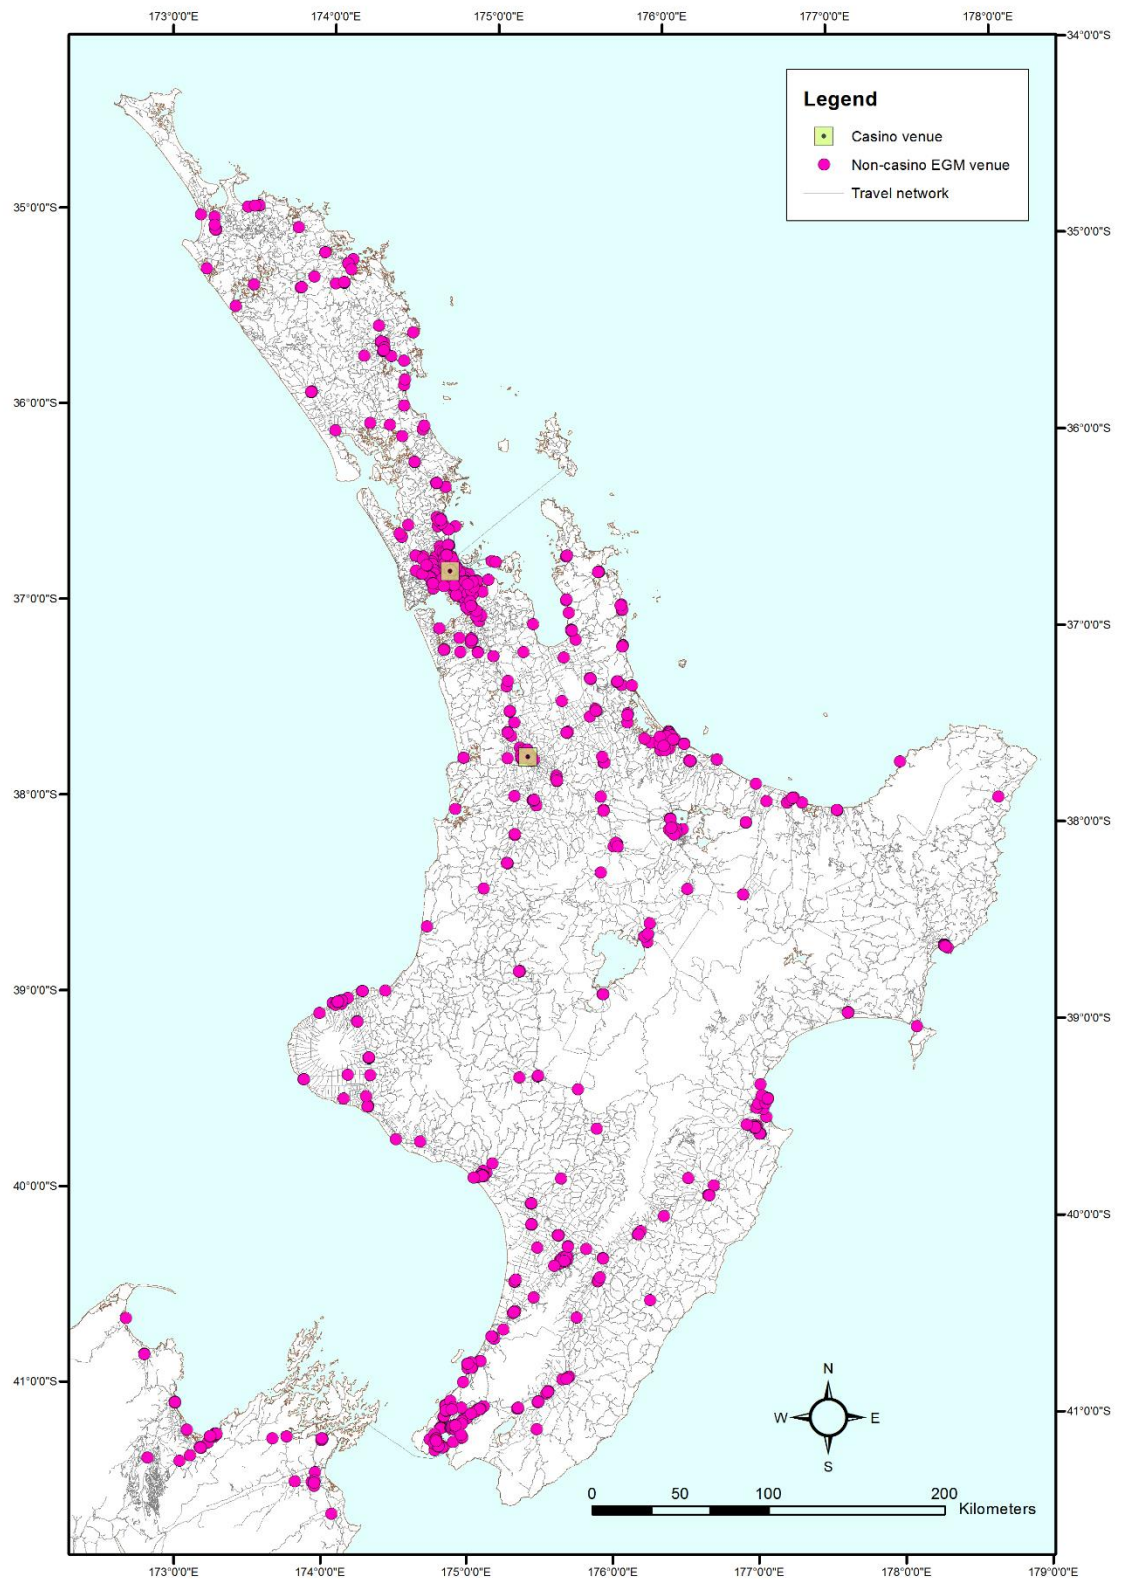 173°0'0"E 174°0'0"E 175°0'0"E 176°0'0"E 177°0'0"E 178°0'0"E
34°0'0"S
Legend
Casino venue
Non-casino EGM venue
Travel network
35°0'0"S 35°0'0"S
36°0'0"S 36°0'0"S
37°0'0"S 37°0'0"S
38°0'0"S 38°0'0"S
39°0'0"S 39°0'0"S
40°0'0"S 40°0'0"S
41°0'0"S 41°0'0"S
N
W E
S
0 50 100 200
Kilometers
173°0'0"E 174°0'0"E 175°0'0"E 176°0'0"E 177°0'0"E 178°0'0"E 179°0'0"E